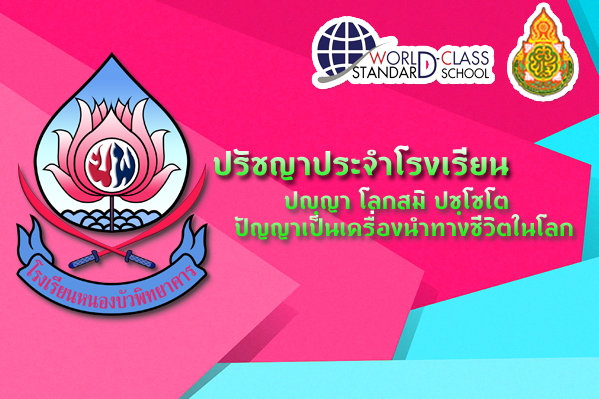 WORLD-CLASS
STANDARD SCHOOL
ปรัชญาประจำโรงเรียน
ปญญา โลกสมิ ปชฺโชโต
ปัญญาเป็นเครื่องนำทางชีวิตในโลก
โรงเรียนหนองบัวพิทยาคาร